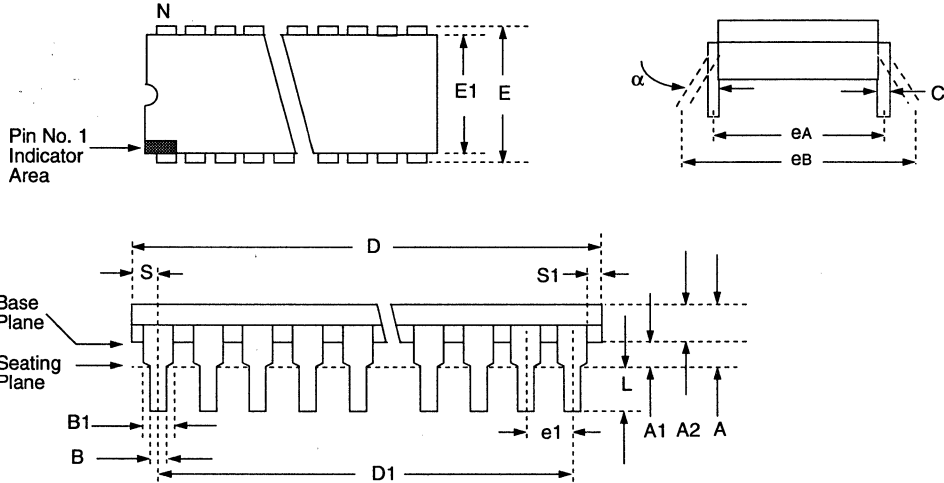 N
E1
E
Pin No. 1
Indicator
Area
α
C
eA
eB
D
S
S1
Base
Plane
Seating
Plane
L
B1
B
e1
A1
A2
A
D1